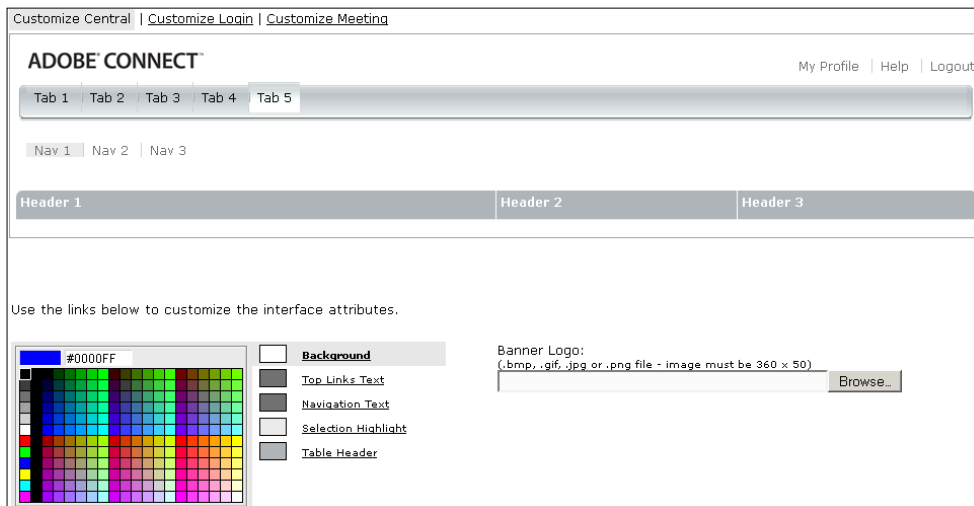 Customize Central | Customize Login | Customize Meeting
ADOBE® CONNECT™
My Profile | Help | Logout
Tab 1 Tab 2 Tab 3 Tab 4 Tab 5
Nav 1 Nav 2 Nav 3
Header 1 Header 2 Header 3
Use the links below to customize the interface attributes.
#0000FF
Background
Top Links Text
Navigation Text
Selection Highlight
Table Header
Banner Logo:
(.bmp, .gif, .jpg or .png file - image must be 360 x 50)
Browse...